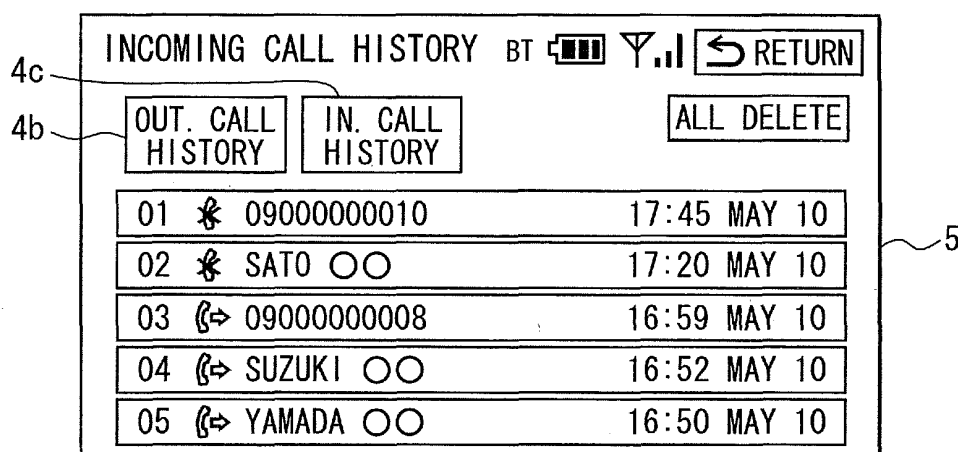 INCOMING CALL HISTORY BT RETURN
4c
4b
OUT. CALL HISTORY
IN. CALL HISTORY
ALL DELETE
01 09000000010 17:45 MAY 10
02 SATO ○○ 17:20 MAY 10
5
03 09000000008 16:59 MAY 10
04 SUZUKI ○○ 16:52 MAY 10
05 YAMADA ○○ 16:50 MAY 10